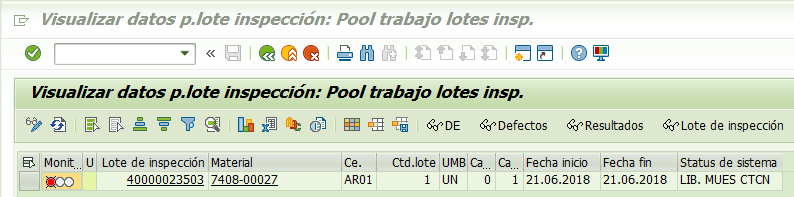 Visualizar datos p.lote inspección: Pool trabajo lotes insp.
Visualizar datos p.lote inspección: Pool trabajo lotes insp.
DE Defectos Resultados Lote de inspección
Monit... U Lote de inspección Material Ce. Ctd.lote UMB Ca... Ca... Fecha inicio Fecha fin Status de sistema
40000023503 7408-00027 AR01 1 UN 0 1 21.06.2018 21.06.2018 LIB. MUES CTCN